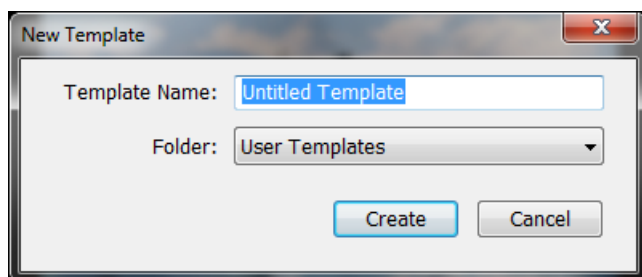 New Template
Template Name: Untitled Template
Folder: User Templates
Create Cancel